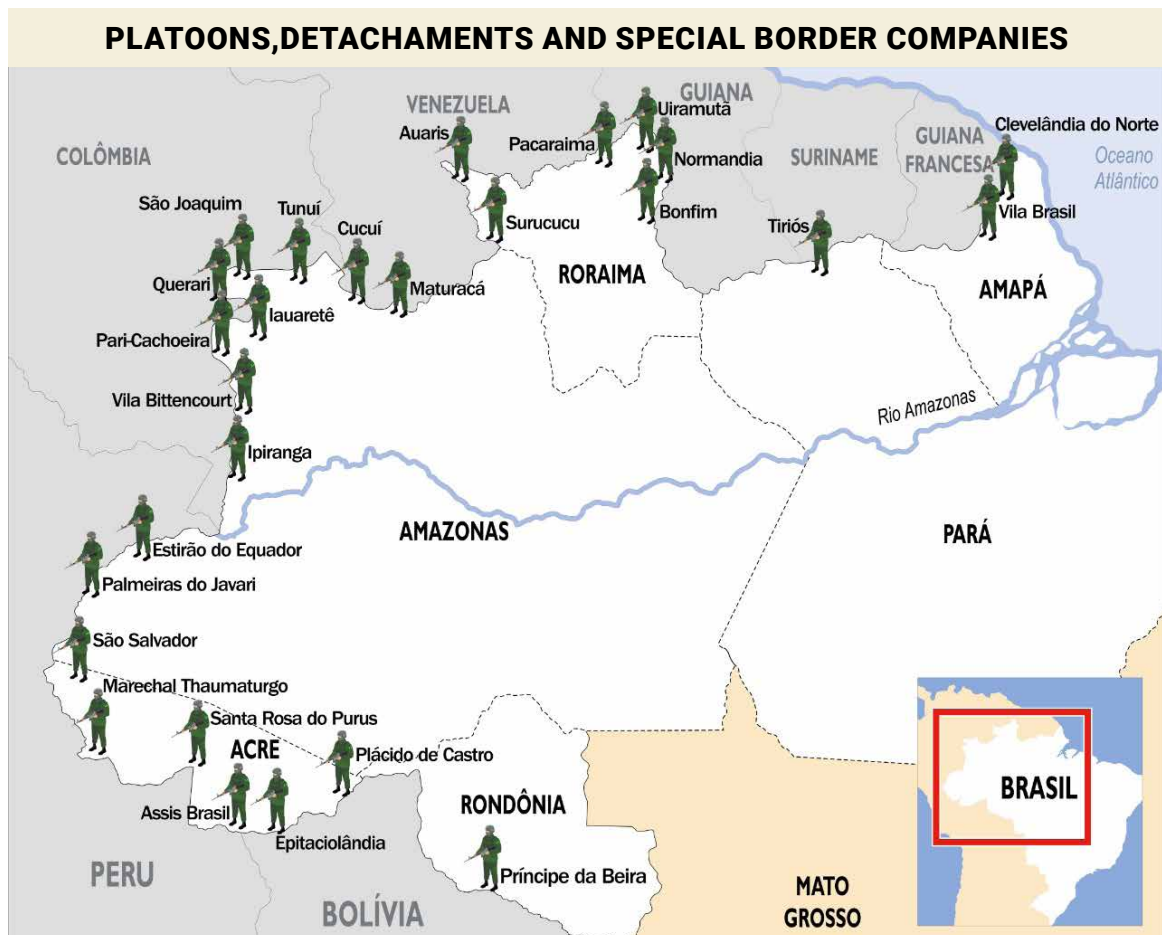 PLATOONS,DETACHAMENTS AND SPECIAL BORDER COMPANIES
VENEZUELA
GUIANA
Uiramutã
Auaris
Pacaraima
Clevelândia do Norte
COLÔMBIA
Normandia
SURINAME
GUIANA
FRANCESA
Oceano
Atlântico
São Joaquim
Tunuí
Cucuí
Surucucu
Bonfim
Tiriós
Vila Brasil
Querari
Maturacá
RORAIMA
AMAPÁ
Iauaretê
Pari-Cachoeira
Vila Bittencourt
Rio Amazonas
Ipiranga
AMAZONAS
PARÁ
Estirão do Equador
Palmeiras do Javari
São Salvador
Marechal Thaumaturgo
Santa Rosa do Purus
ACRE
Plácido de Castro
Assis Brasil
RONDÔNIA
BRASIL
Epitaciolândia
PERU
Príncipe da Beira
MATO
GROSSO
BOLÍVIA